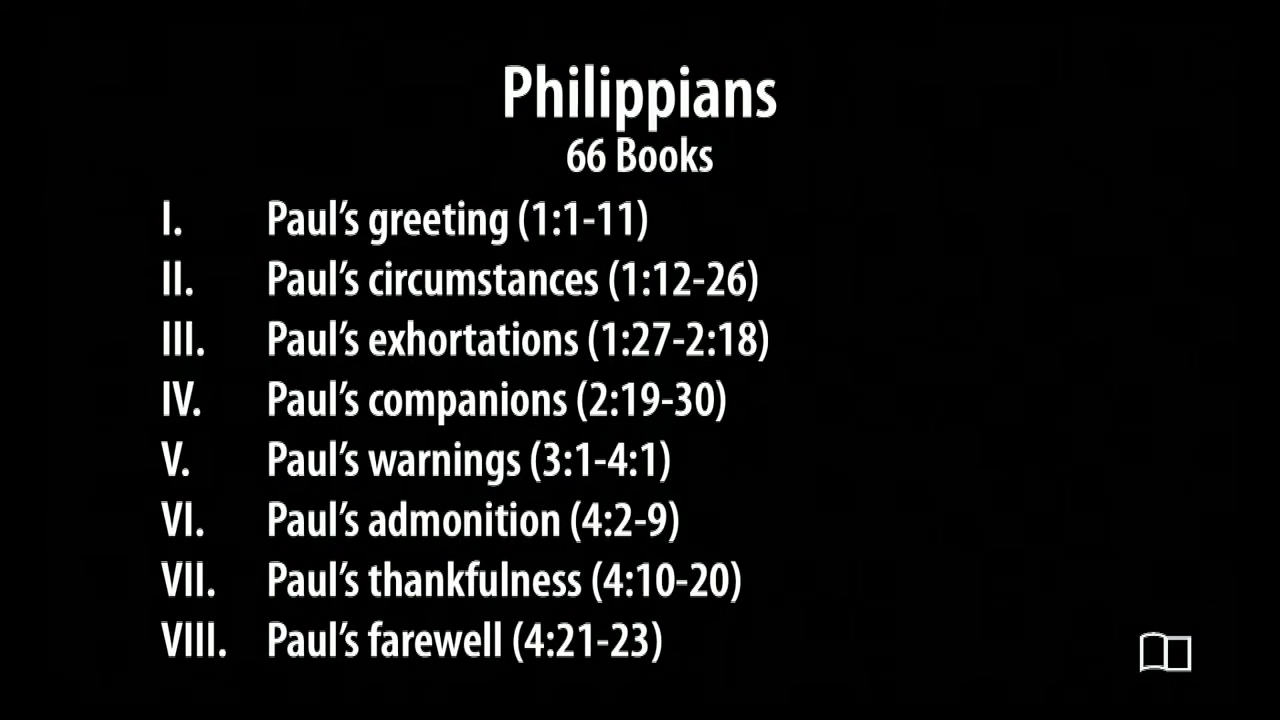 Philippians
66 Books
I. Paul’s greeting (1:1-11)
II. Paul’s circumstances (1:12-26)
III. Paul’s exhortations (1:27-2:18)
IV. Paul’s companions (2:19-30)
V. Paul’s warnings (3:1-4:1)
VI. Paul’s admonition (4:2-9)
VII. Paul’s thankfulness (4:10-20)
VIII. Paul’s farewell (4:21-23)